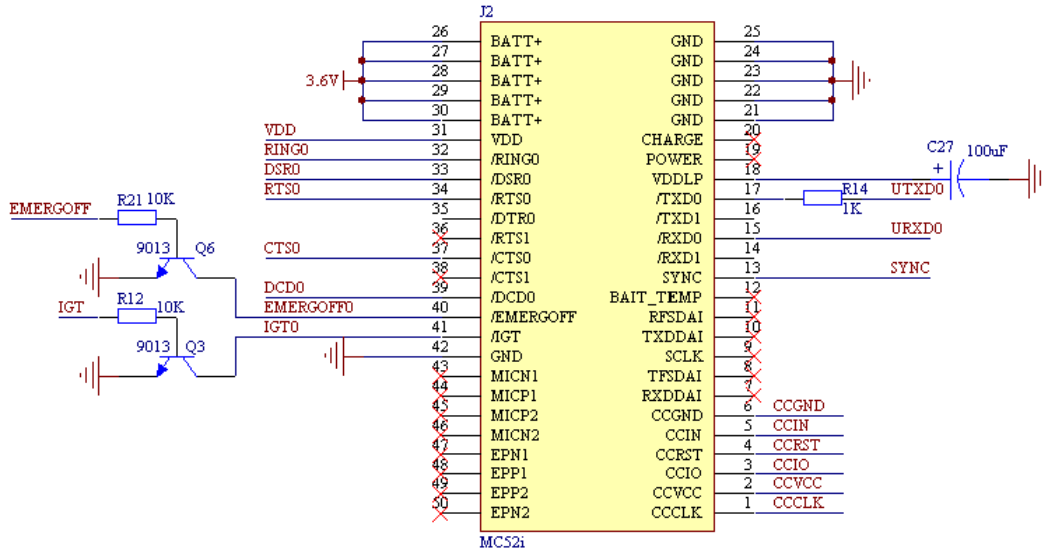 J2
26 BATT+ GND 25
27 BATT+ GND 24
3.6V 28 BATT+ GND 23
29 BATT+ GND 22
30 BATT+ GND 21
VDD 31 VDD CHARGE 20
RING0 32 /RING0 POWER 19
C27 + 100uF
DSR0 33 /DSR0 VDDLP 18
RTS0 34 /RTS0 /TXD0 17 R14 1K UTXD0
35 /DTR0 /TXD1 16
EMERGOFF R21 10K
36 /RTS1 /RXD0 15 URXD0
9013 Q6
CTS0 37 /CTS0 /RXD1 14
38 /CTS1 SYNC 13 SYNC
DCD0 39 /DCD0 BAIT_TEMP 12
IGT R12 10K
EMERGOFF0 40 /EMERGOFF RFSDAI 11
IGT0 41 /IGT TXDDAI 10
9013 Q3
42 GND SCLK 9
43 MICN1 TFSDAI 8
44 MICP1 RXDDAI 7
45 MICP2 CCGND 6 CCGND
46 MICN2 CCIN 5 CCIN
47 EPN1 CCRST 4 CCRST
48 EPP1 CCIO 3 CCIO
49 EPP2 CCVCC 2 CCVCC
50 EPN2 CCCLK 1 CCCLK
MC52i